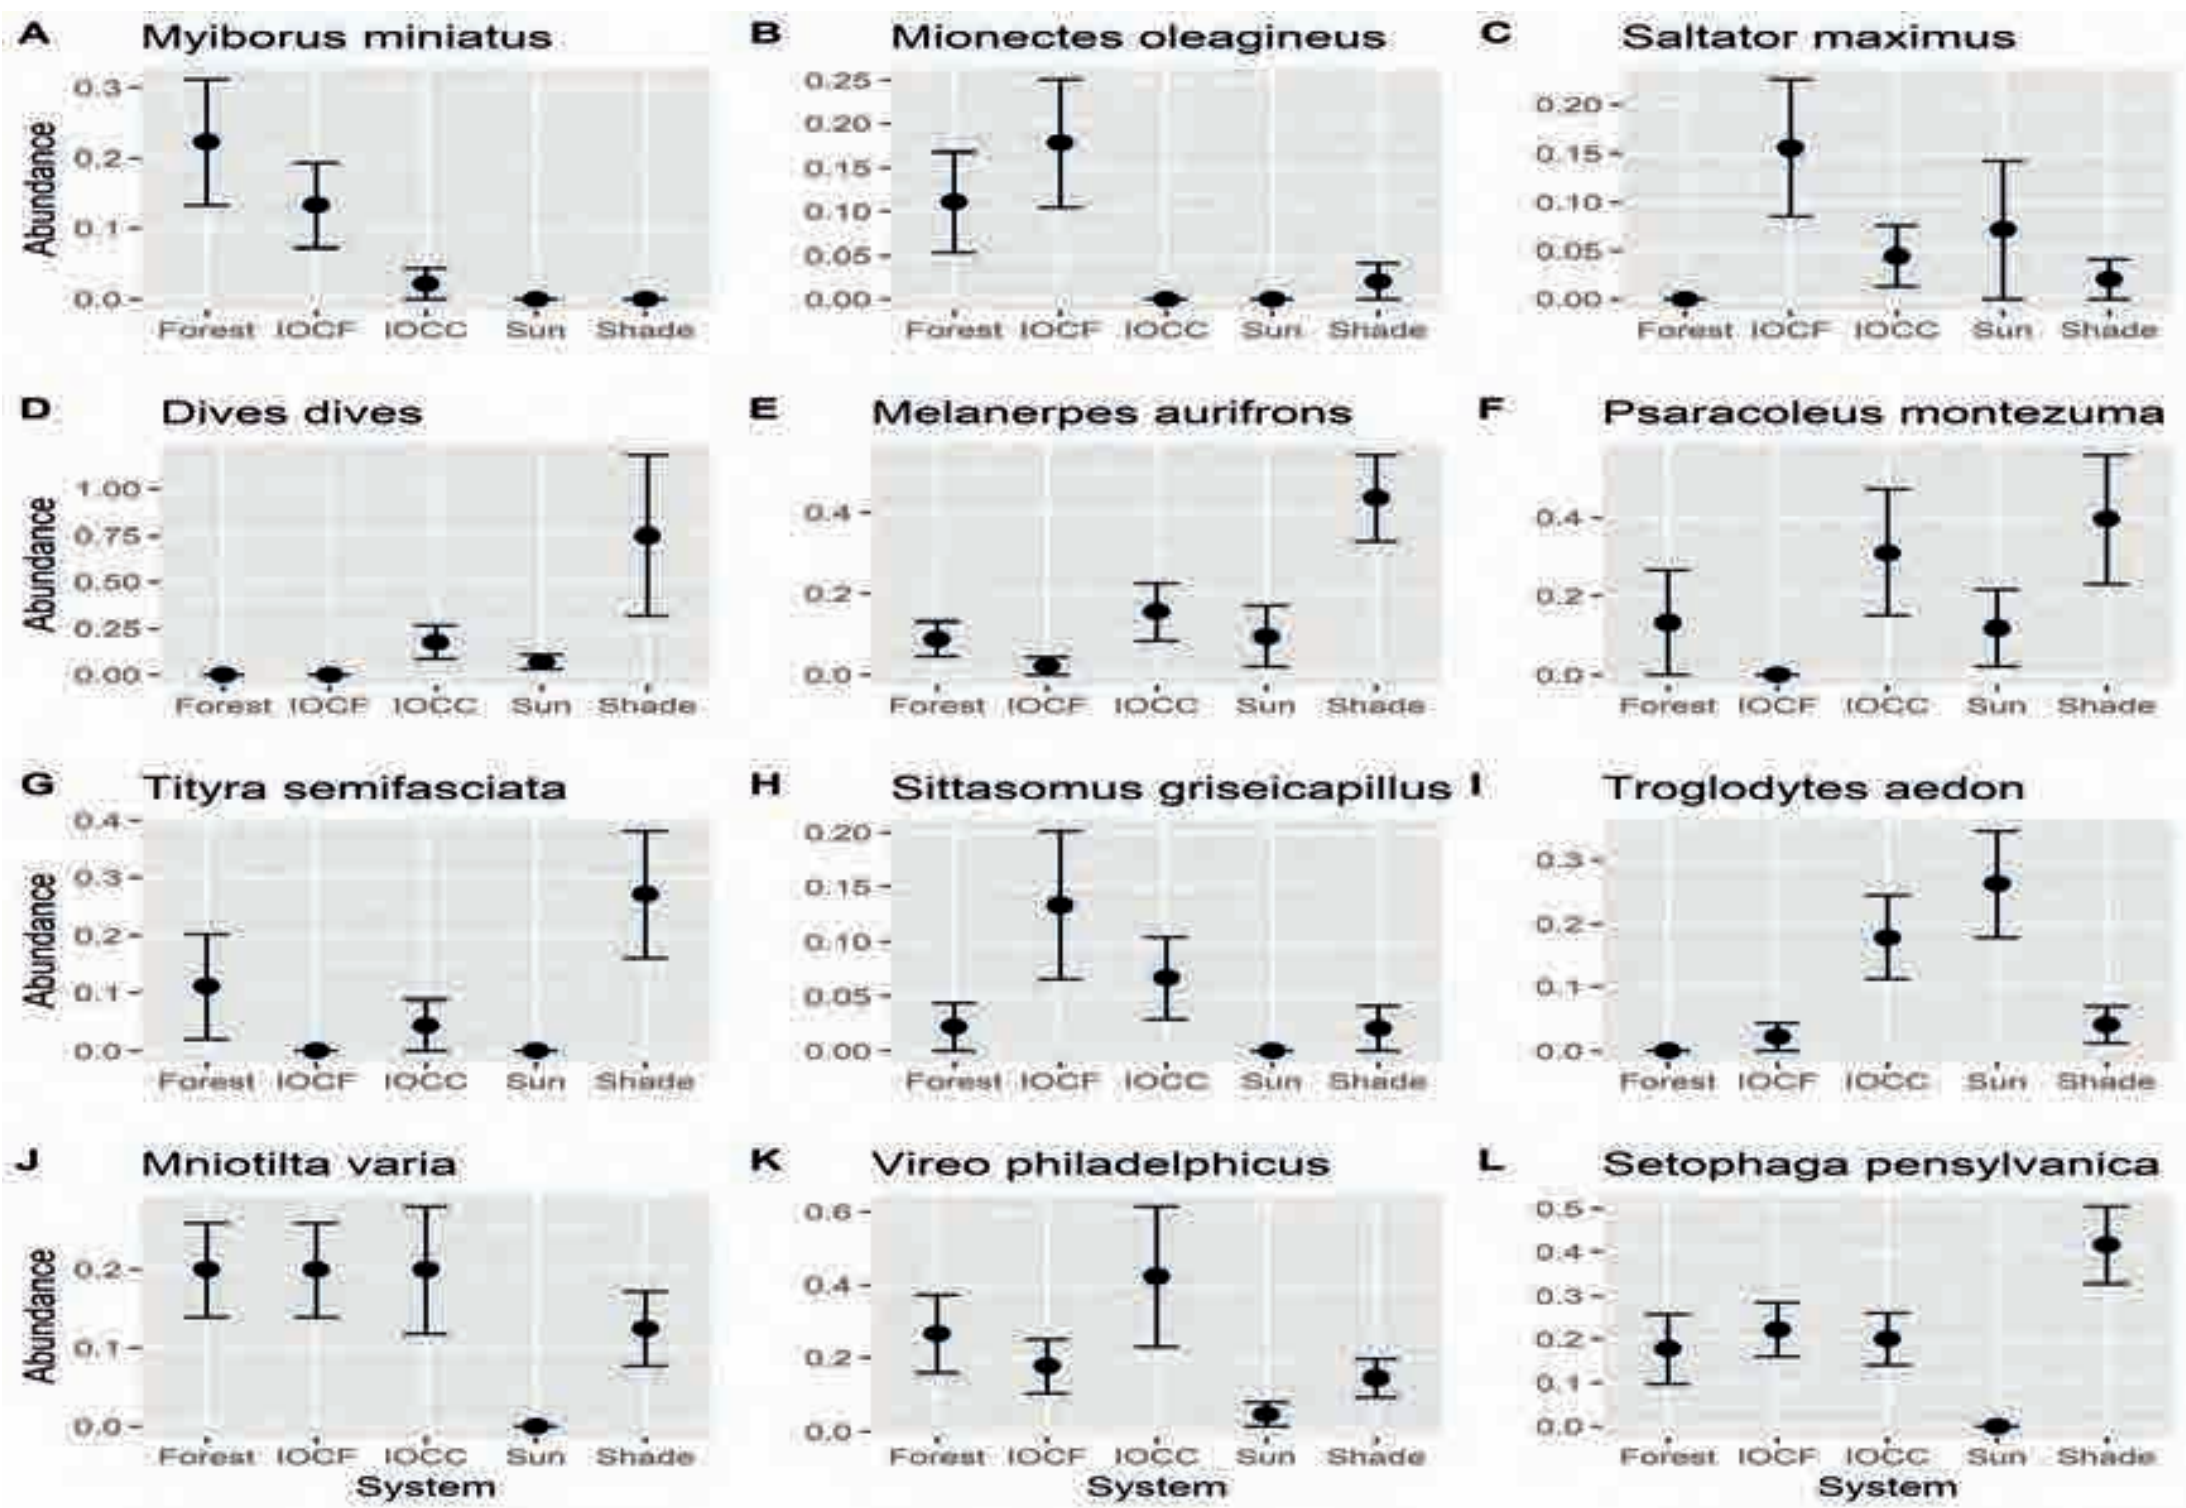 A Myiborus miniatus
Abundance
0.3
0.2
0.1
0.0
Forest IOCF IOCC Sun Shade
B Mionectes oleagineus
0.25
0.20
0.15
0.10
0.05
0.00
Forest IOCF IOCC Sun Shade
C Saltator maximus
0.20
0.15
0.10
0.05
0.00
Forest IOCF IOCC Sun Shade
D Dives dives
Abundance
1.00
0.75
0.50
0.25
0.00
Forest IOCF IOCC Sun Shade
E Melanerpes aurifrons
0.4
0.2
0.0
Forest IOCF IOCC Sun Shade
F Psaracoleus montezuma
0.4
0.2
0.0
Forest IOCF IOCC Sun Shade
G Tityra semifasciata
Abundance
0.4
0.3
0.2
0.1
0.0
Forest IOCF IOCC Sun Shade
H Sittasomus griseicapillus
0.20
0.15
0.10
0.05
0.00
Forest IOCF IOCC Sun Shade
I Troglodytes aedon
0.3
0.2
0.1
0.0
Forest IOCF IOCC Sun Shade
J Mniotilta varia
Abundance
0.2
0.1
0.0
Forest IOCF IOCC Sun Shade
System
K Vireo philadelphicus
0.6
0.4
0.2
0.0
Forest IOCF IOCC Sun Shade
System
L Setophaga pensylvanica
0.5
0.4
0.3
0.2
0.1
0.0
Forest IOCF IOCC Sun Shade
System